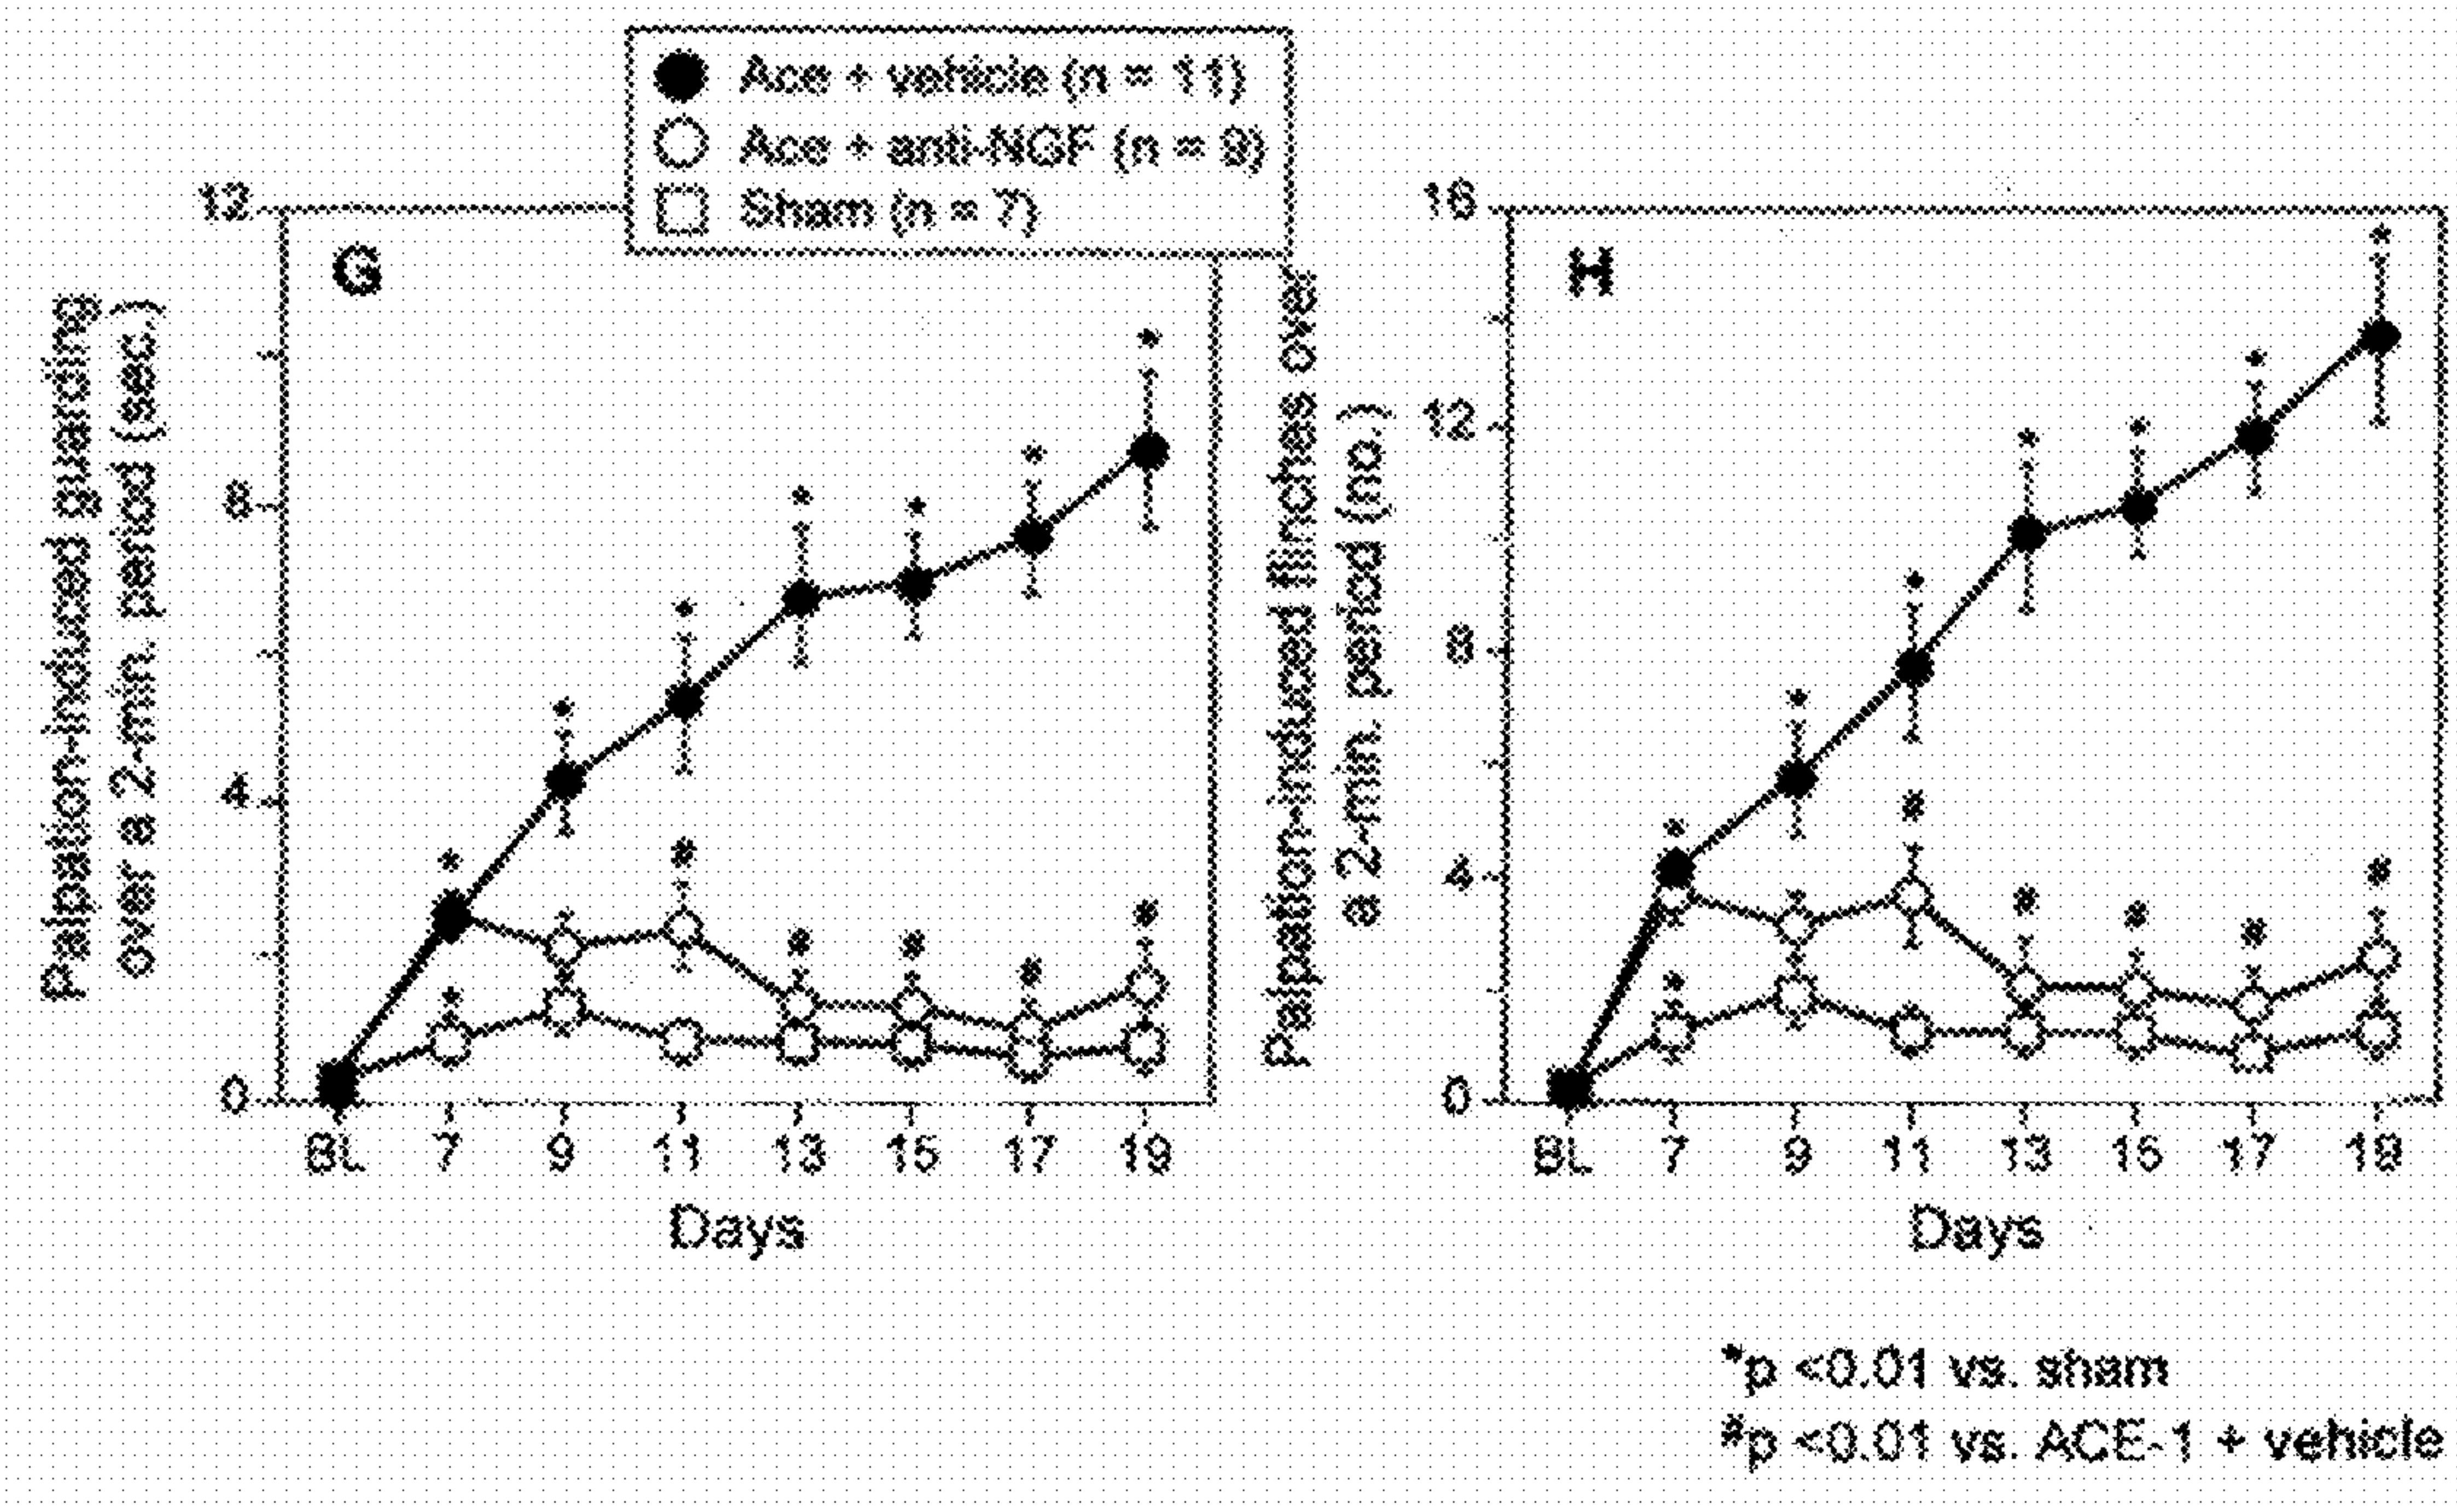 Ace + vehicle (n = 11)
Ace + anti-NGF (n = 9)
Sham (n = 7)
G
Palpation-induced guarding
over a 2-min. period (sec.)
12
8
4
0
BL 7 9 11 13 15 17 19
Days
H
Palpation-induced flinches over
a 2-min. period (no.)
16
12
8
4
0
BL 7 9 11 13 15 17 19
Days
*p <0.01 vs. sham
#p <0.01 vs. ACE-1 + vehicle